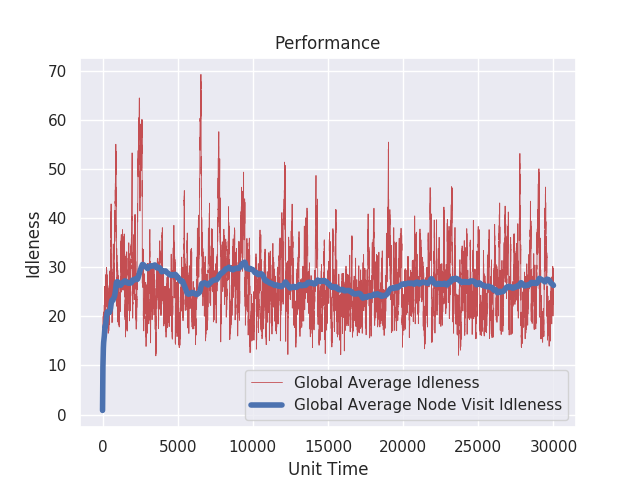 Performance
70
60
50
40
30
20
10
0
Idleness
Global Average Idleness
Global Average Node Visit Idleness
0 5000 10000 15000 20000 25000 30000
Unit Time